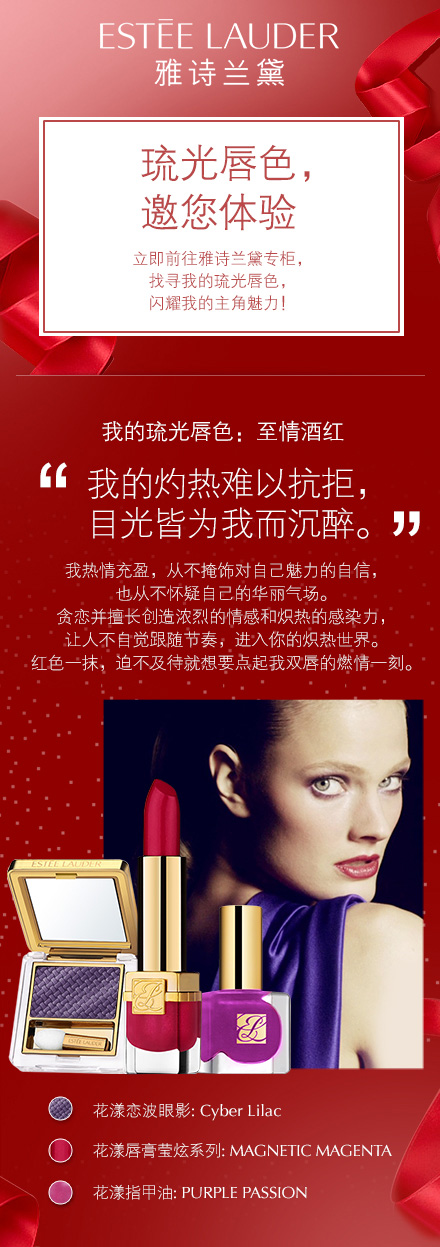 ESTĒE LAUDER
雅诗兰黛
琉光唇色，
邀您体验
立即前往雅诗兰黛专柜，
找寻我的琉光唇色，
闪耀我的主角魅力！
我的琉光唇色：至情酒红
“我的灼热难以抗拒，
目光皆为我而沉醉。”
我热情充盈，从不掩饰对自己魅力的自信，
也从不怀疑自己的华丽气场。
贪恋并擅长创造浓烈的情感和炽热的感染力，
让人不自觉跟随节奏，进入你的炽热世界。
红色一抹，迫不及待就想要点起我双唇的燃情一刻。
ESTĒE LAUDER
ESTĒE LAUDER
花漾恋波眼影: Cyber Lilac
花漾唇膏莹炫系列: MAGNETIC MAGENTA
花漾指甲油: PURPLE PASSION